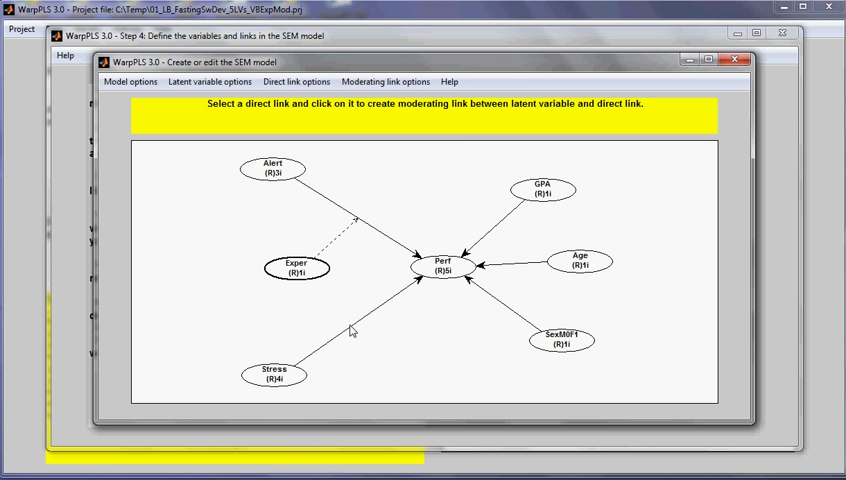 WarpPLS 3.0 - Project file: C:\Temp\01_LB_FastingSwDev_5LVs_VBExpMod.prj
Project
WarpPLS 3.0 - Step 4: Define the variables and links in the SEM model
Help
WarpPLS 3.0 - Create or edit the SEM model
Model options Latent variable options Direct link options Moderating link options Help
Select a direct link and click on it to create moderating link between latent variable and direct link.
Alert
(R)3i
GPA
(R)1i
Exper
(R)1i
Perf
(R)5i
Age
(R)1i
SexM0F1
(R)1i
Stress
(R)4i